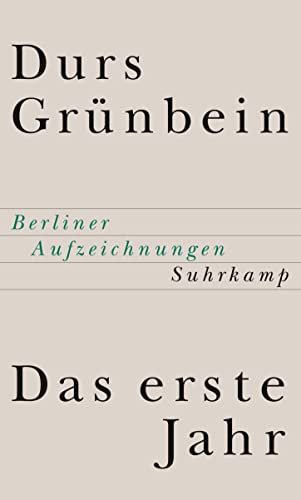 Durs
Grünbein
Berliner
Aufzeichnungen
Suhrkamp
Das erste
Jahr